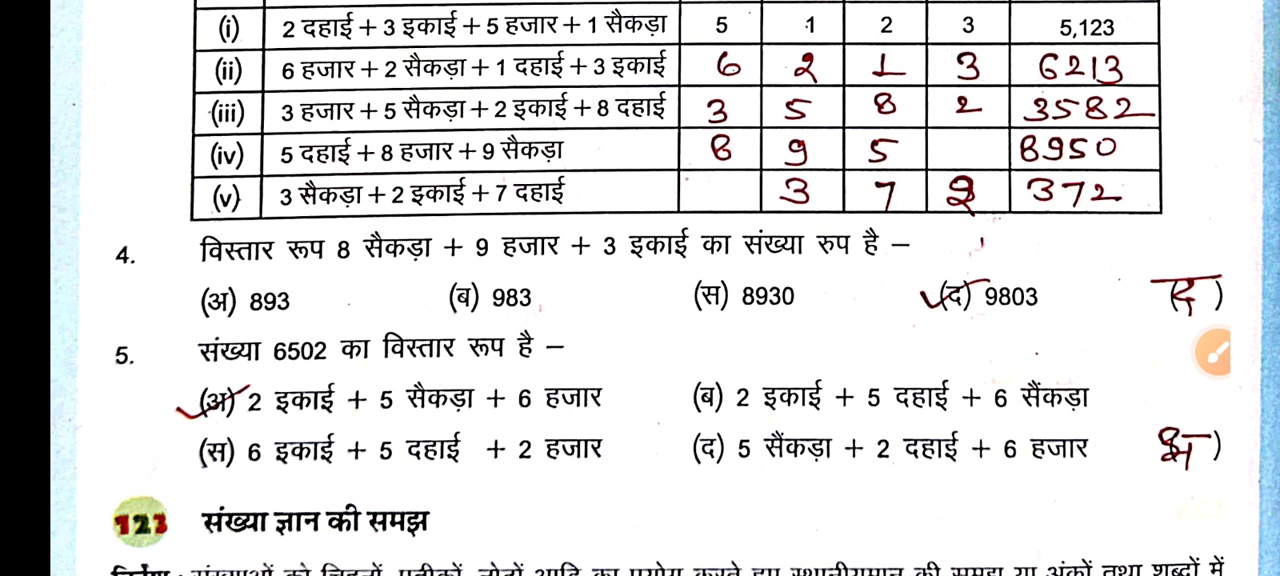 (i) 2 दहाई + 3 इकाई + 5 हजार + 1 सैकड़ा 5 1 2 3 5,123
(ii) 6 हजार + 2 सैकड़ा + 1 दहाई + 3 इकाई 6 2 1 3 6213
(iii) 3 हजार + 5 सैकड़ा + 2 इकाई + 8 दहाई 3 5 8 2 3582
(iv) 5 दहाई + 8 हजार + 9 सैकड़ा 8 9 5 8950
(v) 3 सैकड़ा + 2 इकाई + 7 दहाई 3 7 2 372
4. विस्तार रूप 8 सैकड़ा + 9 हजार + 3 इकाई का संख्या रुप है –
(अ) 893 (ब) 983 (स) 8930 (द) 9803 द)
5. संख्या 6502 का विस्तार रूप है –
(अ) 2 इकाई + 5 सैकड़ा + 6 हजार (ब) 2 इकाई + 5 दहाई + 6 सैंकड़ा
(स) 6 इकाई + 5 दहाई + 2 हजार (द) 5 सैंकड़ा + 2 दहाई + 6 हजार अ)
123 संख्या ज्ञान की समझ